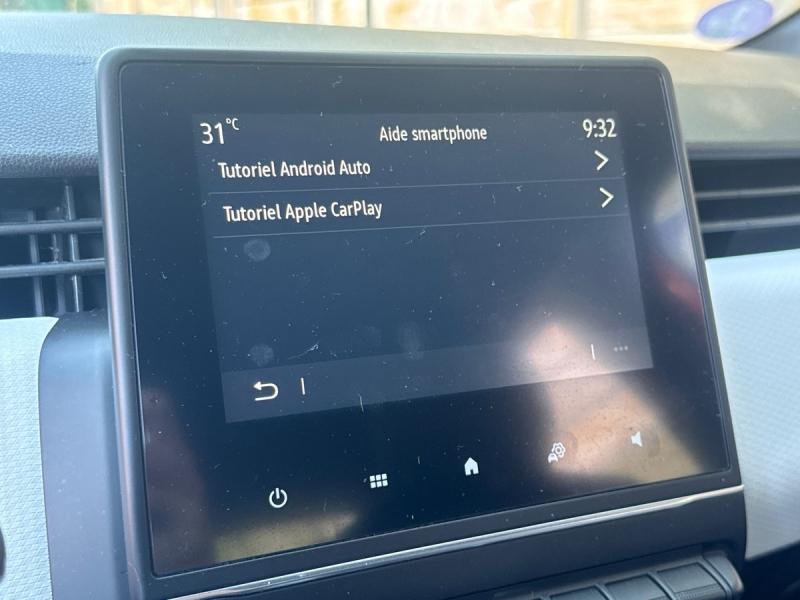 31°C Aide smartphone 9:32
Tutoriel Android Auto
Tutoriel Apple CarPlay